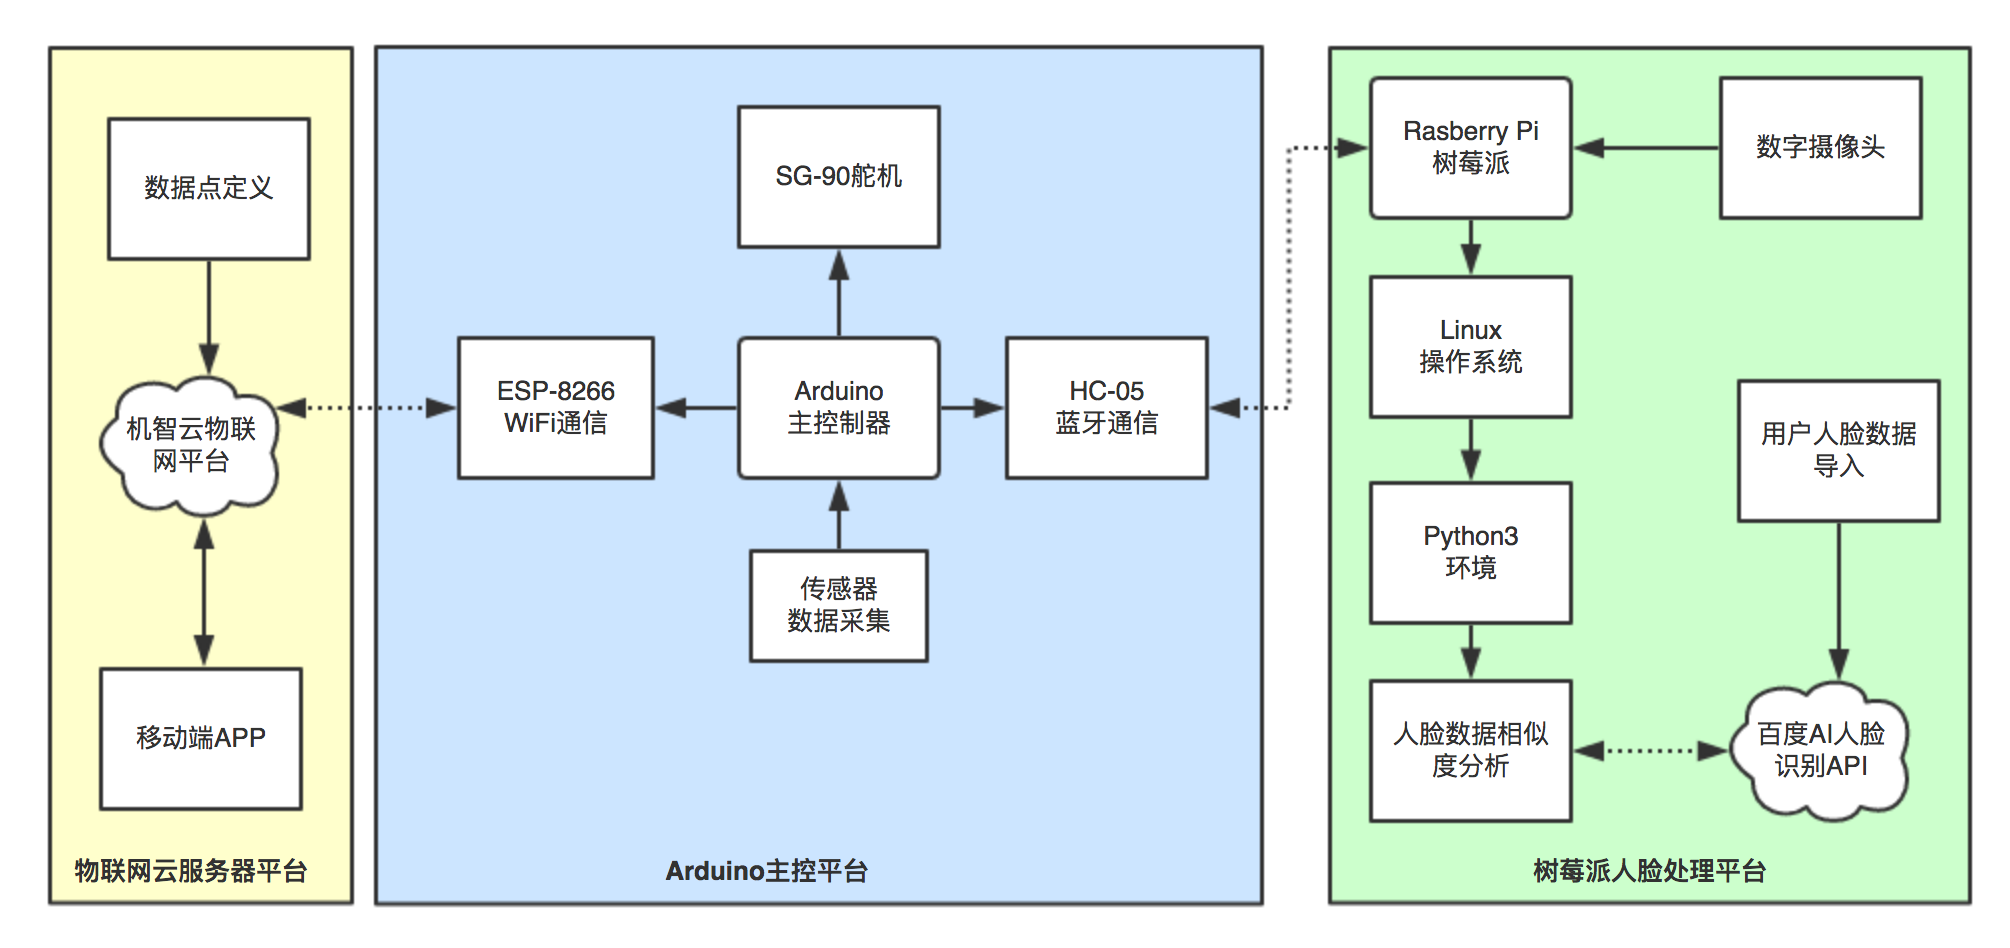 数据点定义
机智云物联
网平台
移动端APP
物联网云服务器平台
SG-90舵机
ESP-8266
WiFi通信
Arduino
主控制器
HC-05
蓝牙通信
传感器
数据采集
Arduino主控平台
Rasberry Pi
树莓派
数字摄像头
Linux
操作系统
用户人脸数据
导入
Python3
环境
人脸数据相似
度分析
百度AI人脸
识别API
树莓派人脸处理平台